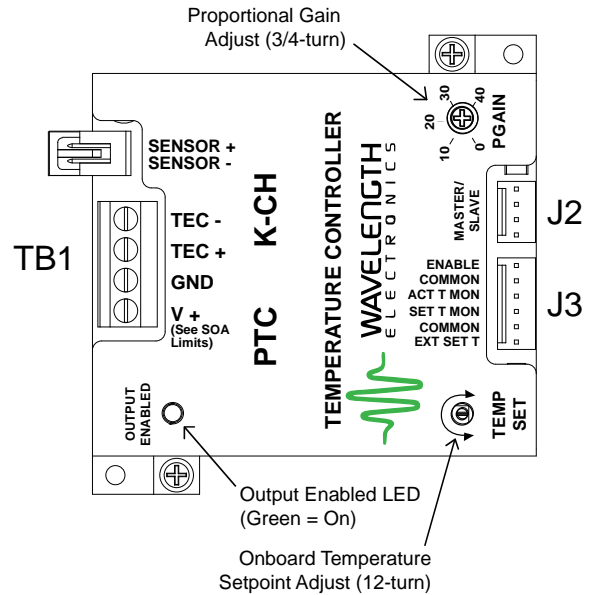 Proportional Gain
Adjust (3/4-turn)
SENSOR +
SENSOR -
TB1
TEC -
TEC +
GND
V +
(See SOA
Limits)
PTC K-CH
TEMPERATURE CONTROLLER
WAVELENGTH
ELECTRONICS
0
10
20
30
40
PGAIN
MASTER/
SLAVE
J2
ENABLE
COMMON
ACT T MON
SET T MON
COMMON
EXT SET T
J3
OUTPUT
ENABLED
TEMP
SET
Output Enabled LED
(Green = On)
Onboard Temperature
Setpoint Adjust (12-turn)